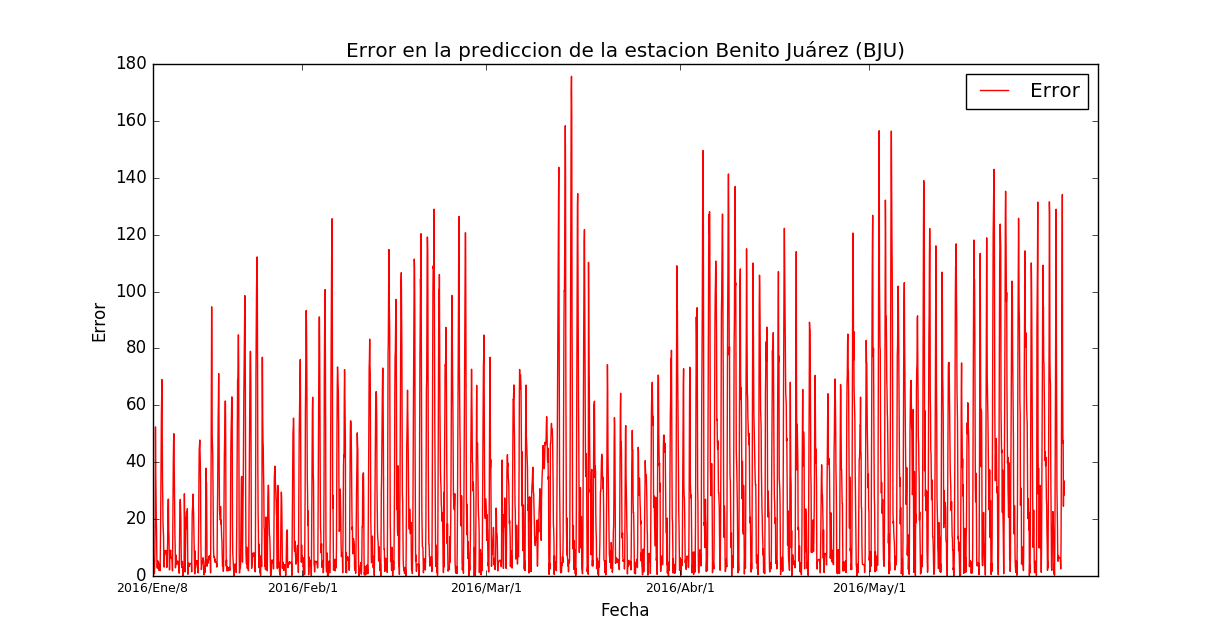 Error en la prediccion de la estacion Benito Juárez (BJU)
180
160
140
120
100
80
60
40
20
0
Error
Error
2016/Ene/8 2016/Feb/1 2016/Mar/1 2016/Abr/1 2016/May/1
Fecha